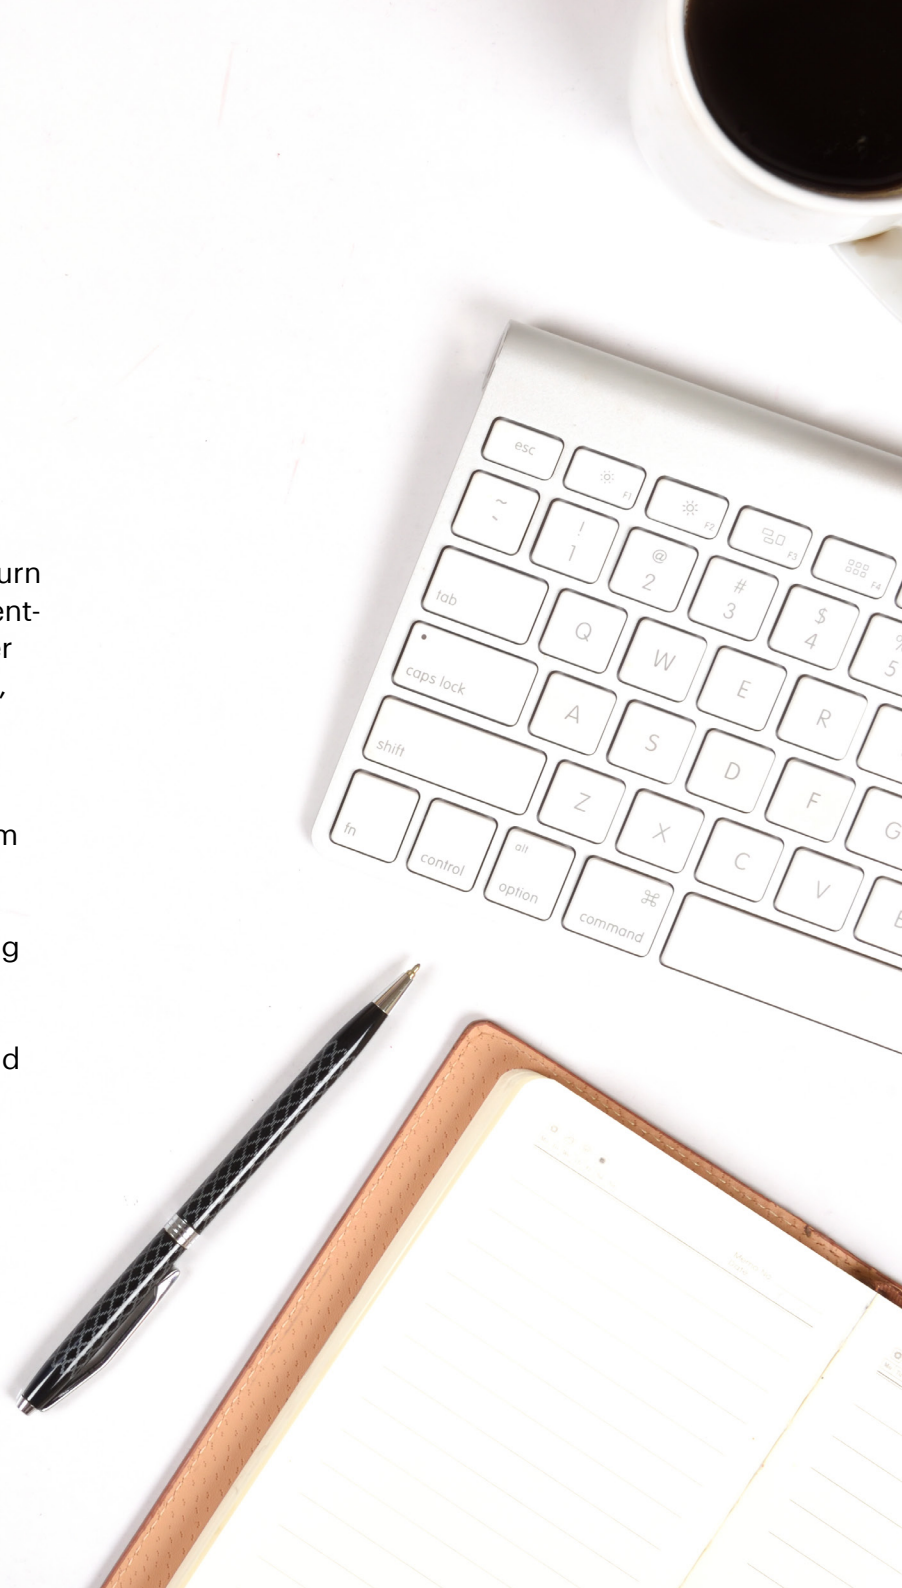 urn
ent-
r
,
m
g
d
esc
F1 F2 F3 F4
~ ! @ # $ %
` 1 2 3 4 5
tab Q W E R
caps lock A S D F G
shift Z X C V
fn control alt option ⌘ command